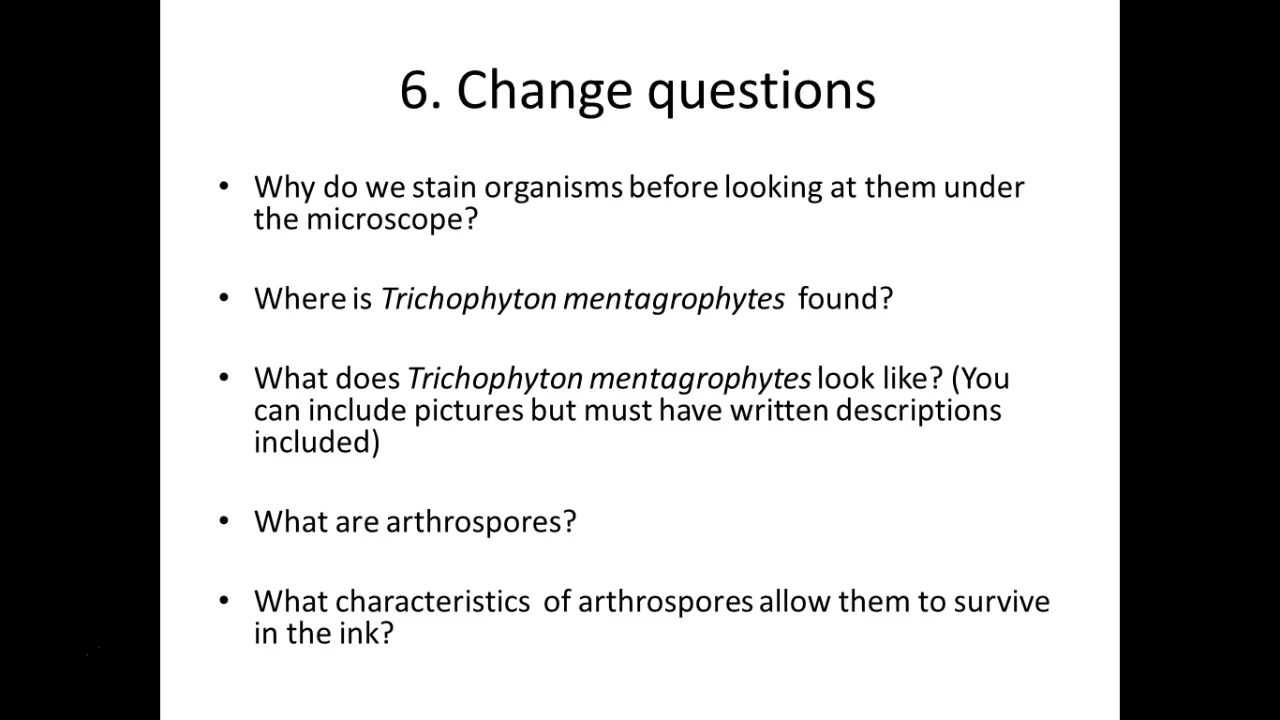 6. Change questions
• Why do we stain organisms before looking at them under
the microscope?
• Where is Trichophyton mentagrophytes found?
• What does Trichophyton mentagrophytes look like? (You
can include pictures but must have written descriptions
included)
• What are arthrospores?
• What characteristics of arthrospores allow them to survive
in the ink?